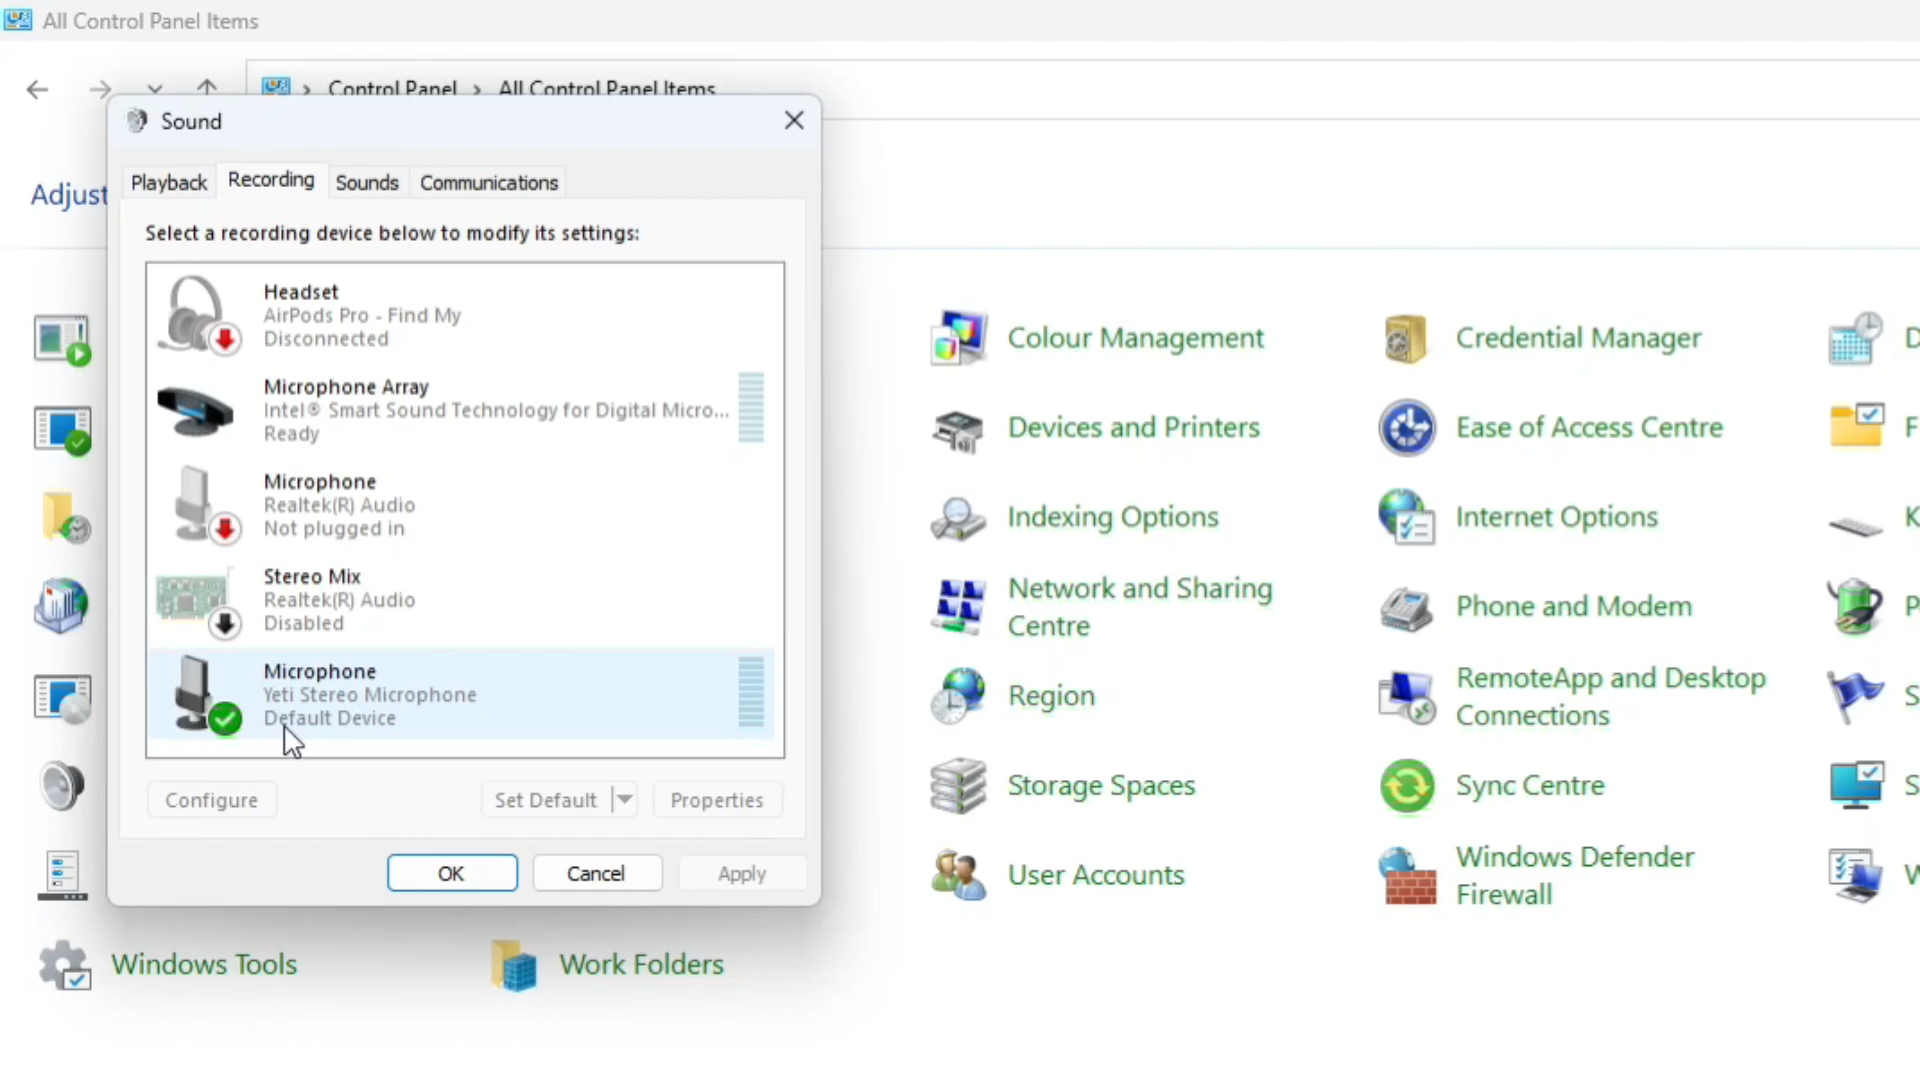 All Control Panel Items
Control Panel > All Control Panel Items
Sound
Playback
Recording
Sounds
Communications
Adjust
Select a recording device below to modify its settings:
Headset
AirPods Pro - Find My
Disconnected
Microphone Array
Intel® Smart Sound Technology for Digital Micro...
Ready
Microphone
Realtek(R) Audio
Not plugged in
Stereo Mix
Realtek(R) Audio
Disabled
Microphone
Yeti Stereo Microphone
Default Device
Configure
Set Default
Properties
OK
Cancel
Apply
Colour Management
Credential Manager
D
Devices and Printers
Ease of Access Centre
F
Indexing Options
Internet Options
K
Network and Sharing
Centre
Phone and Modem
P
Region
RemoteApp and Desktop
Connections
S
Storage Spaces
Sync Centre
S
User Accounts
Windows Defender
Firewall
W
Windows Tools
Work Folders